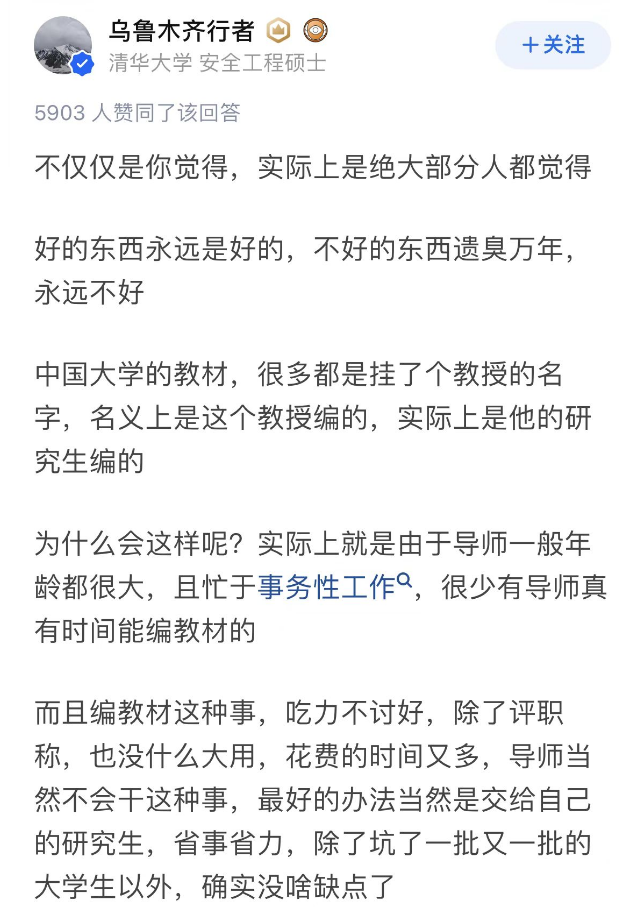 乌鲁木齐行者
清华大学 安全工程硕士
+关注
5903 人赞同了该回答
不仅仅是你觉得，实际上是绝大部分人都觉得
好的东西永远是好的，不好的东西遗臭万年，
永远不好
中国大学的教材，很多都是挂了个教授的名
字，名义上是这个教授编的，实际上是他的研
究生编的
为什么会这样呢？实际上就是由于导师一般年
龄都很大，且忙于事务性工作，很少有导师真
有时间能编教材的
而且编教材这种事，吃力不讨好，除了评职
称，也没什么大用，花费的时间又多，导师当
然不会干这种事，最好的办法当然是交给自己
的研究生，省事省力，除了坑了一批又一批的
大学生以外，确实没啥缺点了